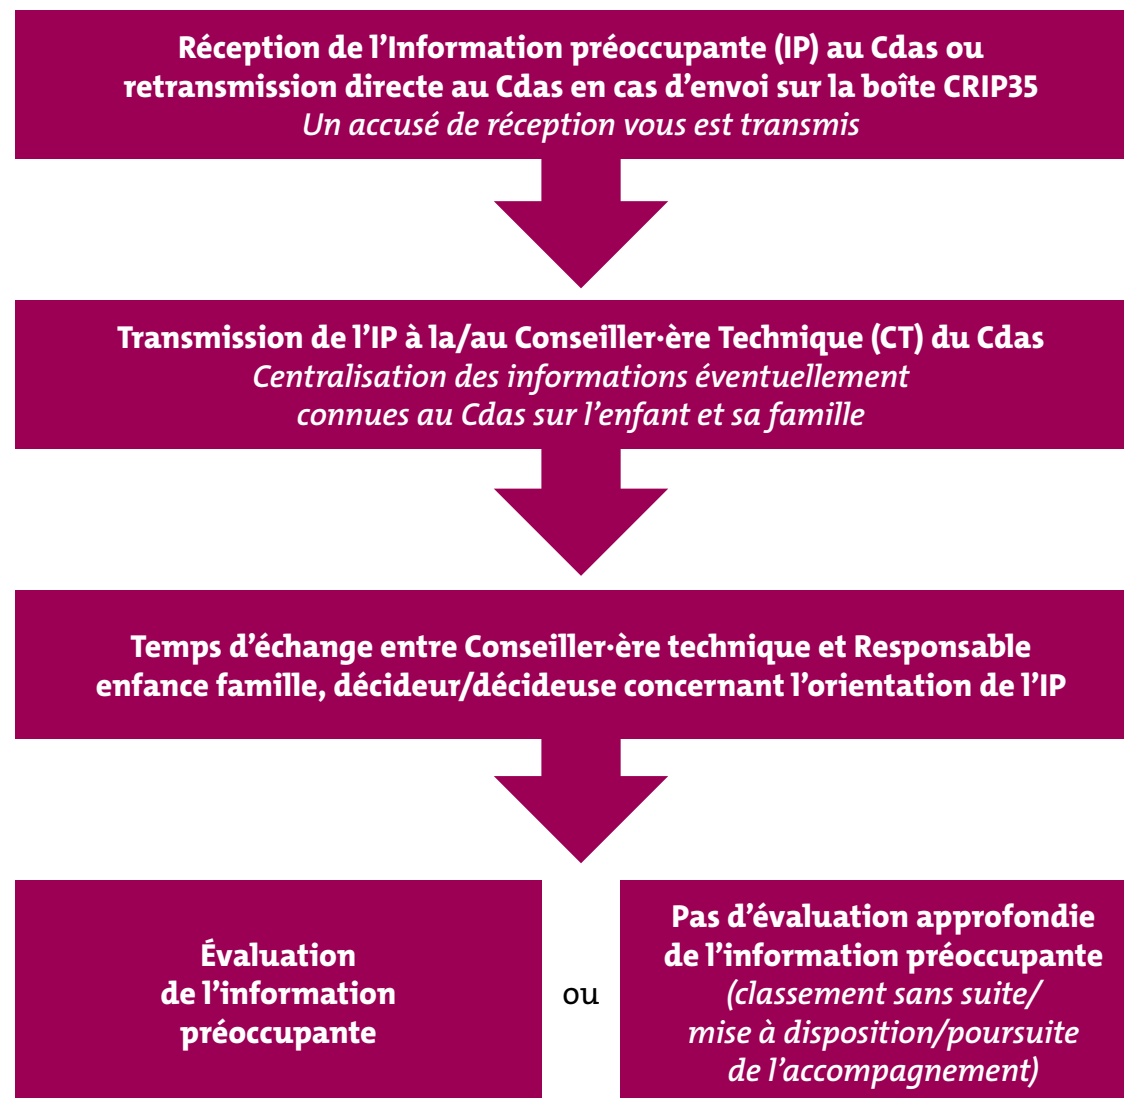 Réception de l’Information préoccupante (IP) au Cdas ou
retransmission directe au Cdas en cas d’envoi sur la boîte CRIP35
Un accusé de réception vous est transmis
Transmission de l’IP à la/au Conseiller·ère Technique (CT) du Cdas
Centralisation des informations éventuellement
connues au Cdas sur l’enfant et sa famille
Temps d’échange entre Conseiller·ère technique et Responsable
enfance famille, décideur/décideuse concernant l’orientation de l’IP
Évaluation
de l’information
préoccupante
ou
Pas d’évaluation approfondie
de l’information préoccupante
(classement sans suite/
mise à disposition/poursuite
de l’accompagnement)